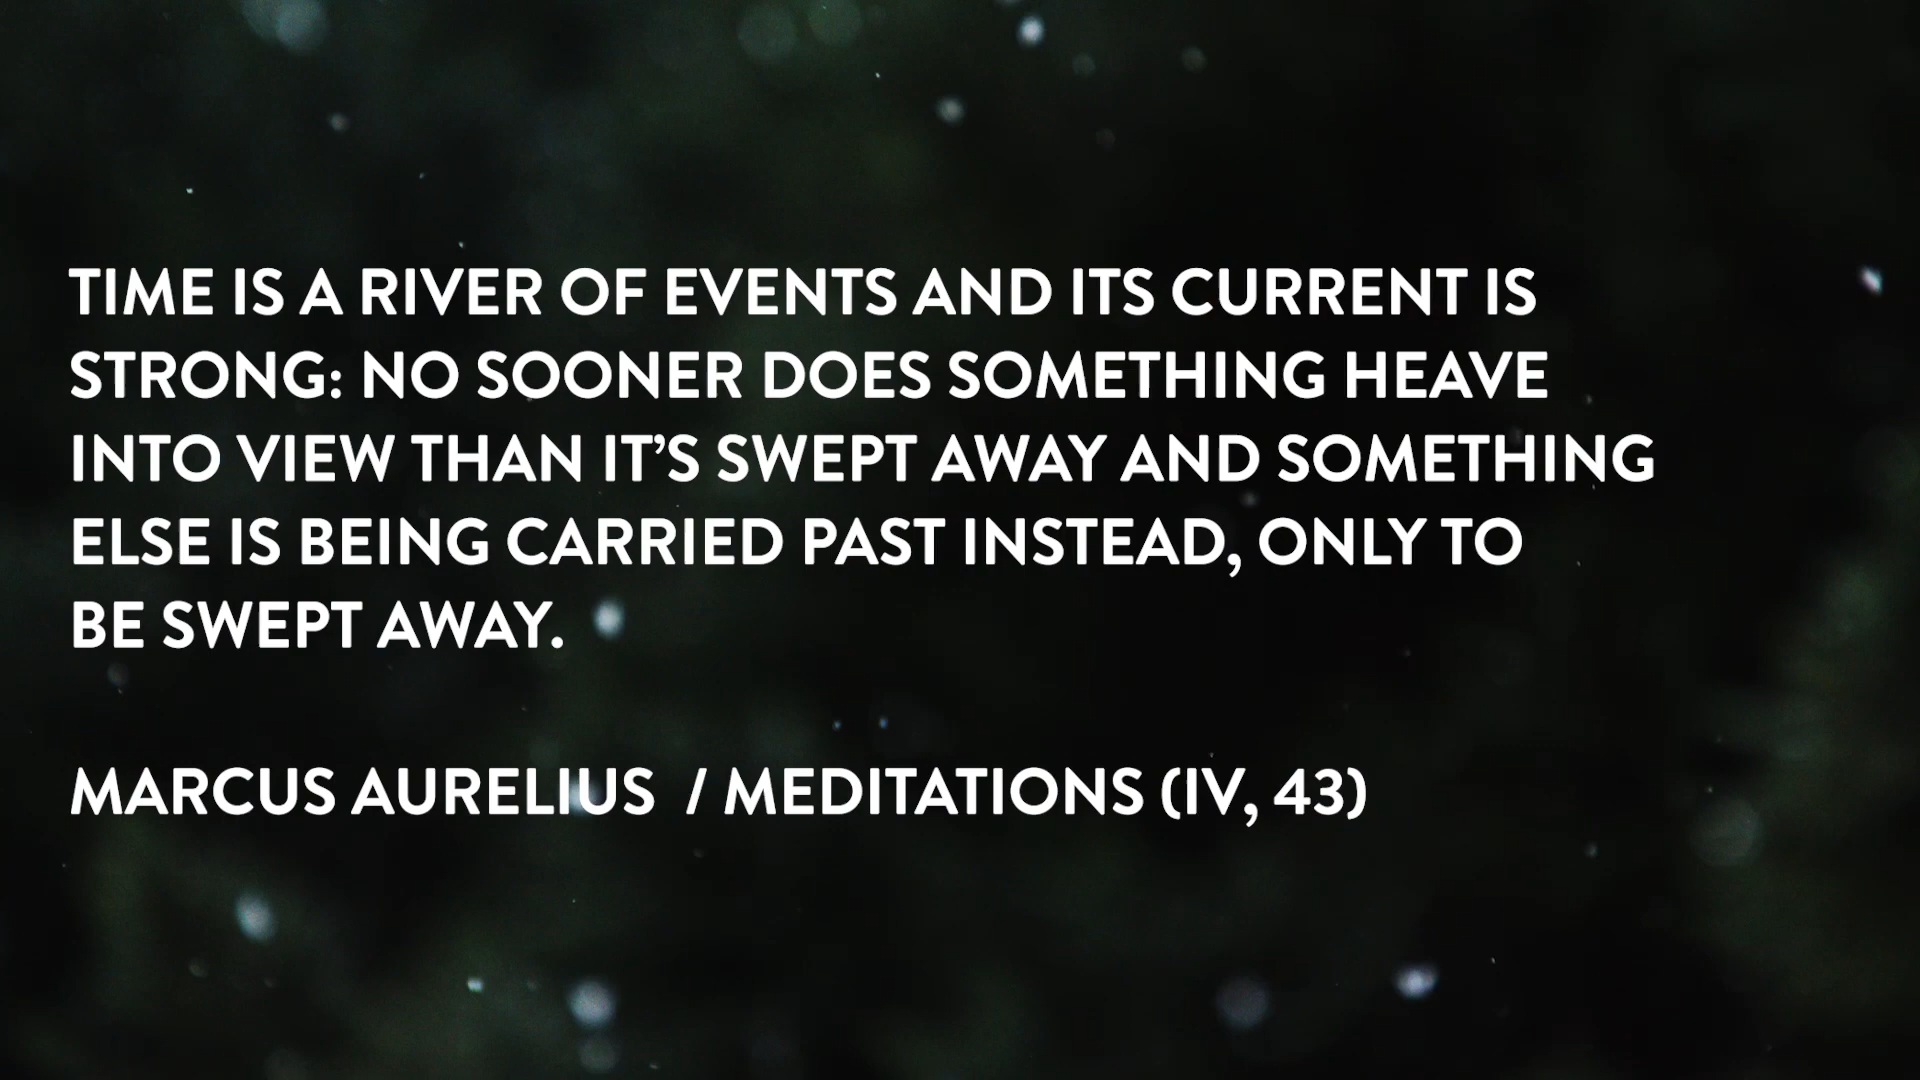 TIME IS A RIVER OF EVENTS AND ITS CURRENT IS
STRONG: NO SOONER DOES SOMETHING HEAVE
INTO VIEW THAN IT’S SWEPT AWAY AND SOMETHING
ELSE IS BEING CARRIED PAST INSTEAD, ONLY TO
BE SWEPT AWAY.
MARCUS AURELIUS / MEDITATIONS (IV, 43)